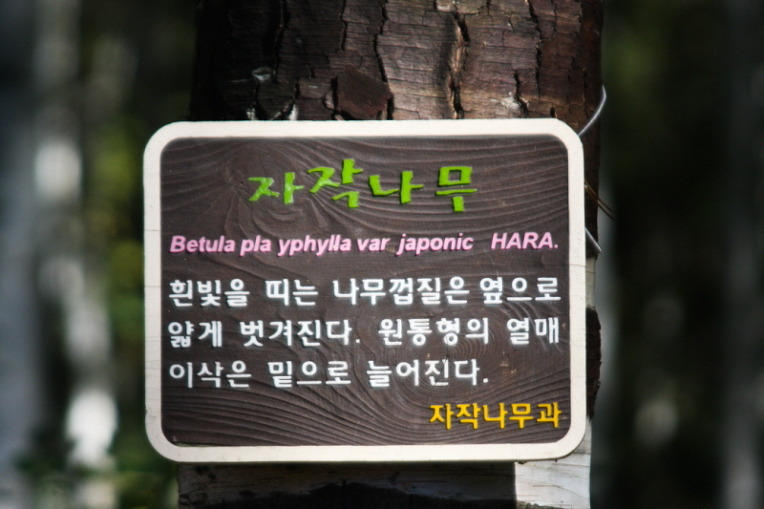 자작나무
Betula pla yphylla var japonic HARA.
흰빛을 띠는 나무껍질은 옆으로
얇게 벗겨진다. 원통형의 열매
이삭은 밑으로 늘어진다.
자작나무과